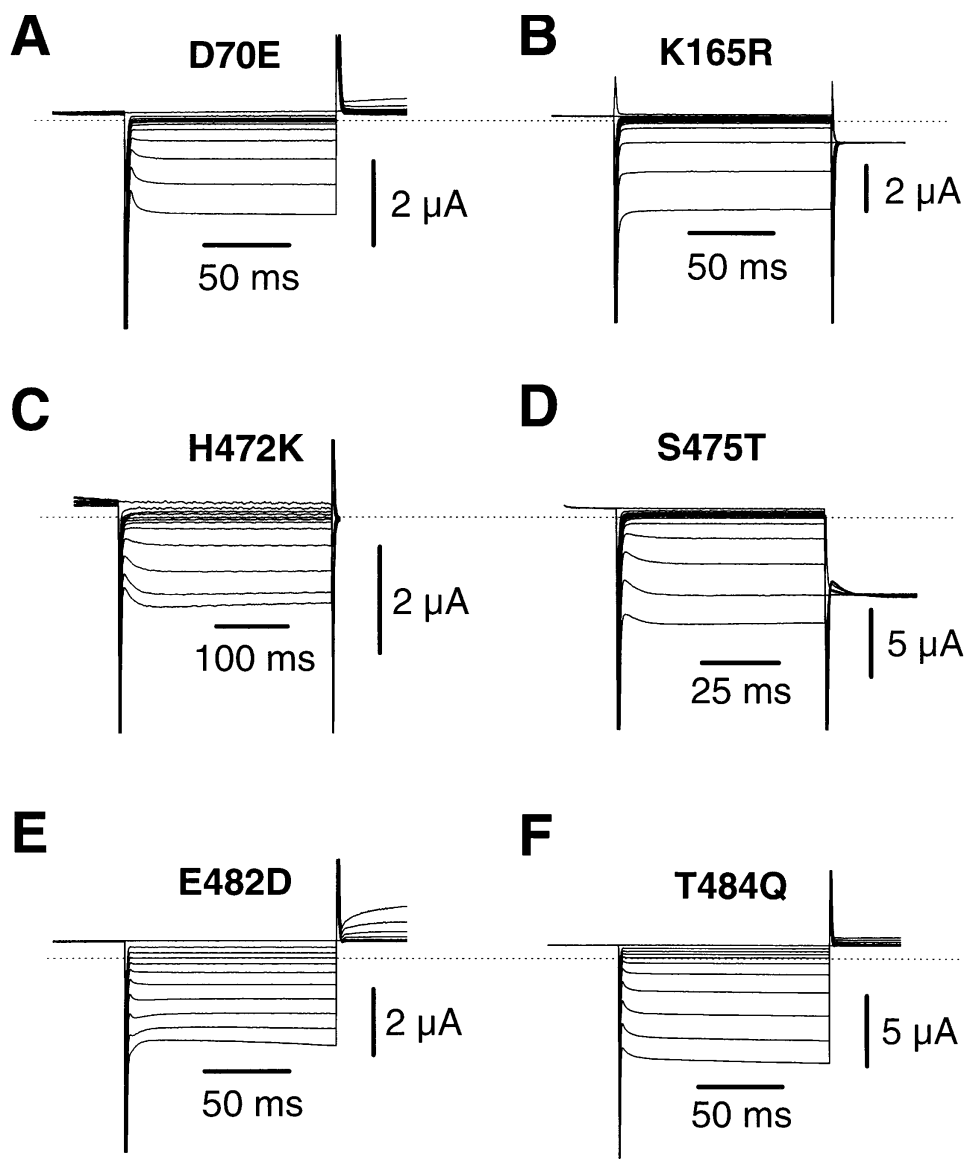 A
D70E
2 µA
50 ms
B
K165R
2 µA
50 ms
C
H472K
2 µA
100 ms
D
S475T
5 µA
25 ms
E
E482D
2 µA
50 ms
F
T484Q
5 µA
50 ms